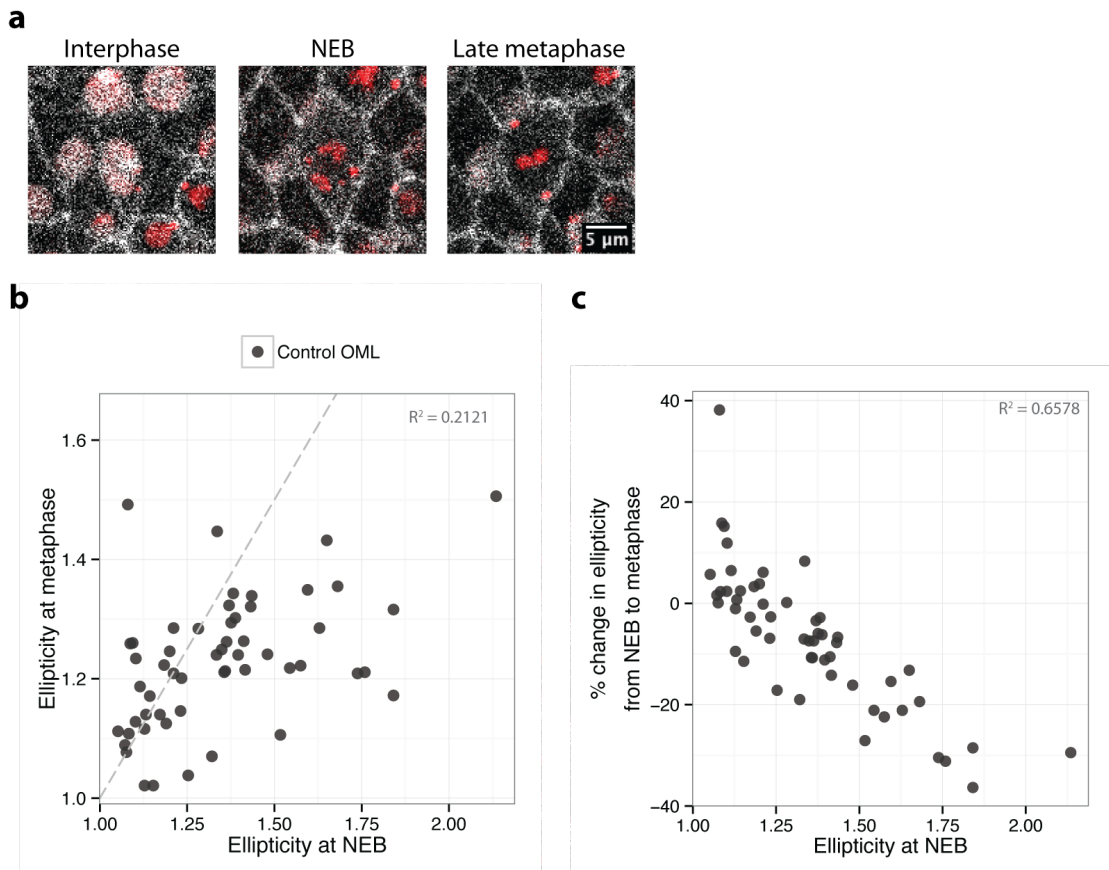 a
Interphase
NEB
Late metaphase
5 µm
b
Control OML
R² = 0.2121
1.6
1.4
1.2
1.0
Ellipticity at metaphase
1.00
1.25
1.50
1.75
2.00
Ellipticity at NEB
c
R² = 0.6578
40
20
0
−20
−40
% change in ellipticity
from NEB to metaphase
1.00
1.25
1.50
1.75
2.00
Ellipticity at NEB